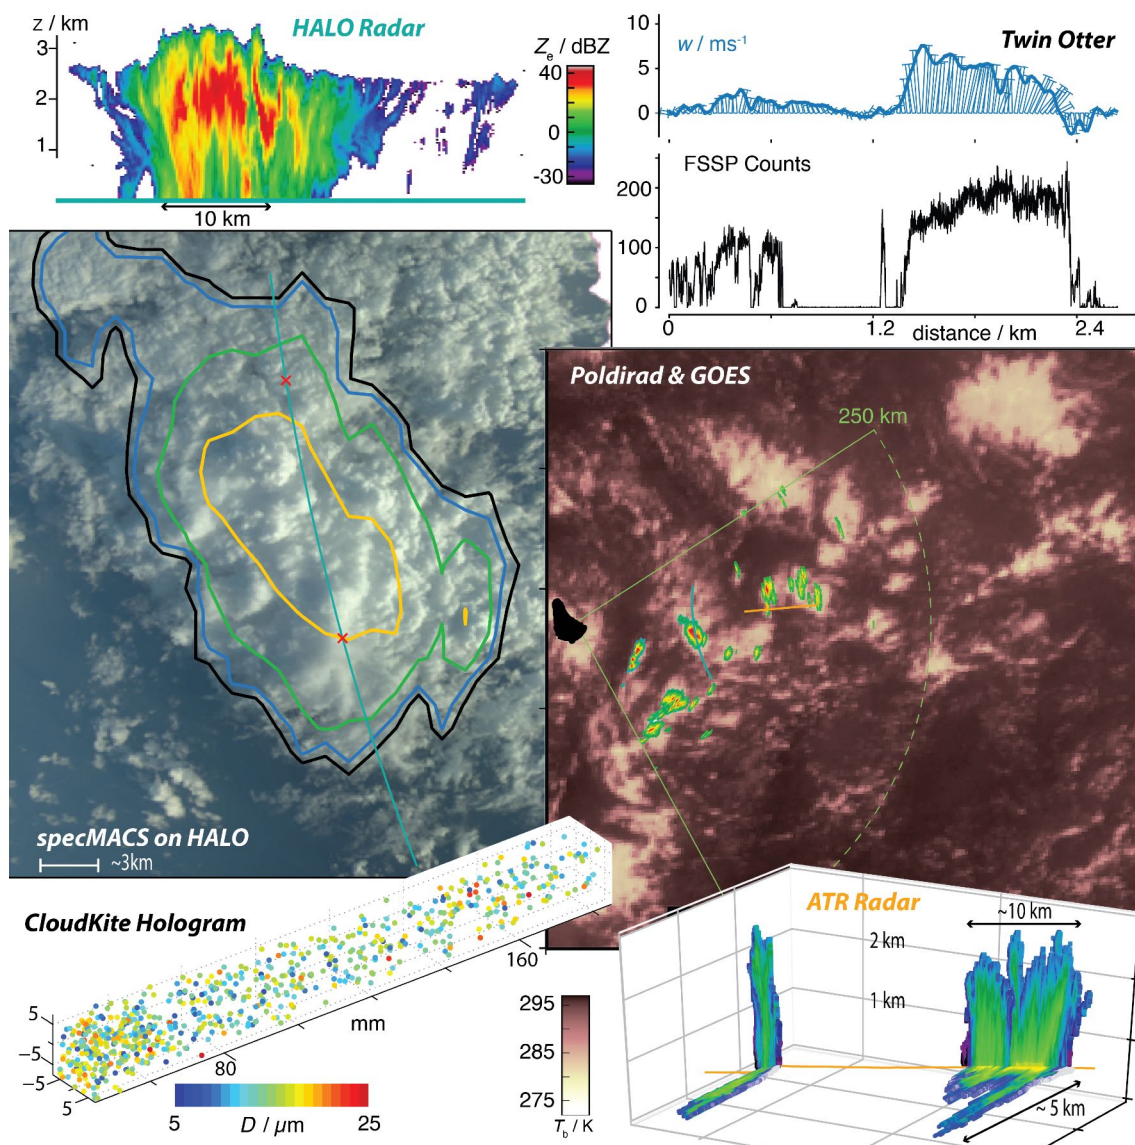 z / km
HALO Radar
3
2
1
10 km
Zₑ / dBZ
40
0
-30
w / ms⁻¹
Twin Otter
10
5
0
FSSP Counts
200
100
0
0
1.2
2.4
distance / km
specMACS on HALO
~3km
Poldirad & GOES
250 km
CloudKite Hologram
5
−5
−5
5
80
160
mm
5
D / µm
25
295
285
275
T_b / K
ATR Radar
~10 km
2 km
1 km
~ 5 km